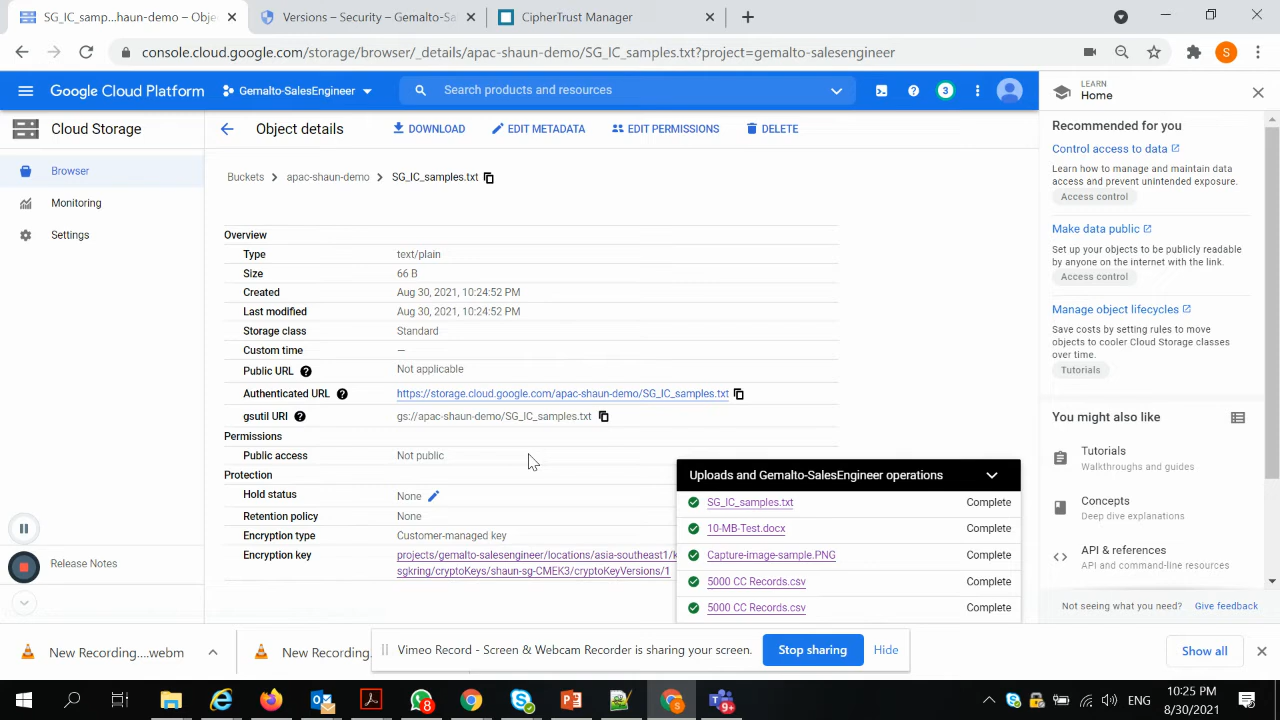 SG_IC_samp...haun-demo – Obje
Versions – Security – Gemalto-Sal
CipherTrust Manager
console.cloud.google.com/storage/browser/_details/apac-shaun-demo/SG_IC_samples.txt?project=gemalto-salesengineer
S
Google Cloud Platform
Gemalto-SalesEngineer
Search products and resources
3
LEARN
Home
Cloud Storage
Object details
DOWNLOAD
EDIT METADATA
EDIT PERMISSIONS
DELETE
Browser
Monitoring
Settings
Release Notes
Buckets
apac-shaun-demo
SG_IC_samples.txt
Overview
Type text/plain
Size 66 B
Created Aug 30, 2021, 10:24:52 PM
Last modified Aug 30, 2021, 10:24:52 PM
Storage class Standard
Custom time —
Public URL Not applicable
Authenticated URL https://storage.cloud.google.com/apac-shaun-demo/SG_IC_samples.txt
gsutil URI gs://apac-shaun-demo/SG_IC_samples.txt
Permissions
Public access Not public
Protection
Hold status None
Retention policy None
Encryption type Customer-managed key
Encryption key projects/gemalto-salesengineer/locations/asia-southeast1/k
sgkring/cryptoKeys/shaun-sg-CMEK3/cryptoKeyVersions/1
Uploads and Gemalto-SalesEngineer operations
SG_IC_samples.txt Complete
10-MB-Test.docx Complete
Capture-image-sample.PNG Complete
5000 CC Records.csv Complete
5000 CC Records.csv Complete
Recommended for you
Control access to data
Learn how to manage and maintain data
access and prevent unintended exposure.
Access control
Make data public
Set up your objects to be publicly readable
by anyone on the internet with the link.
Access control
Manage object lifecycles
Save costs by setting rules to move
objects to cooler Cloud Storage classes
over time.
Tutorials
You might also like
Tutorials
Walkthroughs and guides
Concepts
Deep dive explanations
API & references
API and command-line resources
Not seeing what you need? Give feedback
New Recording....webm
New Recording.
Vimeo Record - Screen & Webcam Recorder is sharing your screen.
Stop sharing
Hide
Show all
8
9+
ENG
10:25 PM
8/30/2021